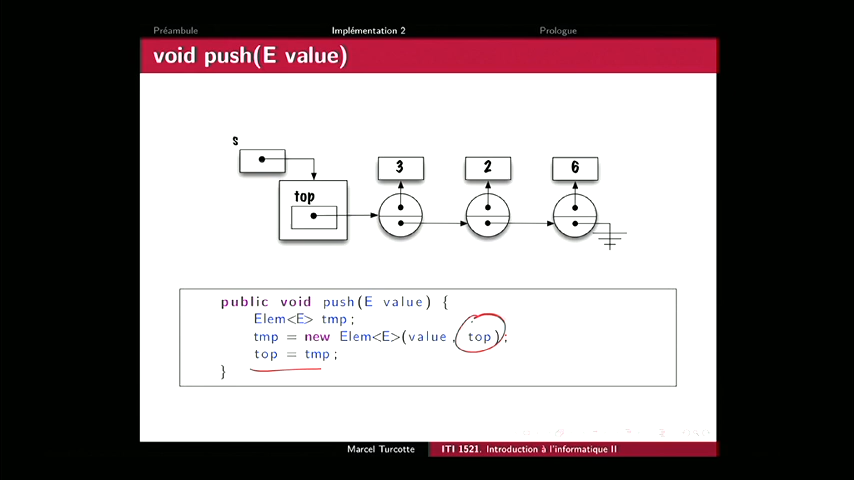 Préambule Implémentation 2 Prologue
void push(E value)
s
3 2 6
top
public void push(E value) {
Elem<E> tmp;
tmp = new Elem<E>(value, top);
top = tmp;
}
Marcel Turcotte ITI 1521. Introduction à l'informatique II